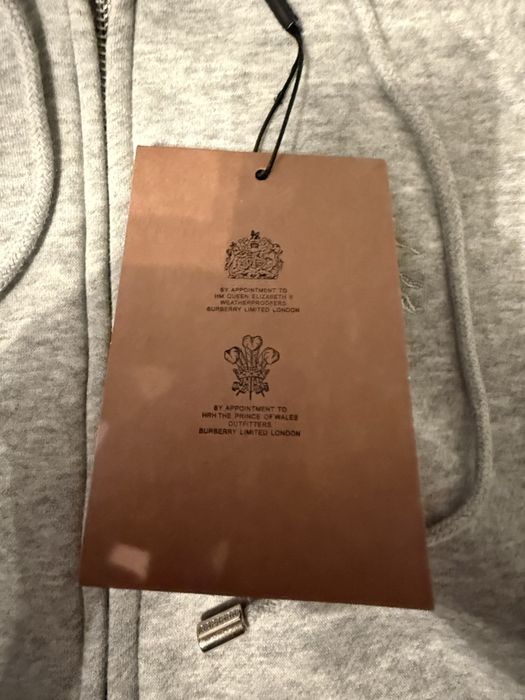 BY APPOINTMENT TO
HM QUEEN ELIZABETH II
WEATHERPROOFERS
BURBERRY LIMITED LONDON
BY APPOINTMENT TO
HRH THE PRINCE OF WALES
OUTFITTERS
BURBERRY LIMITED LONDON